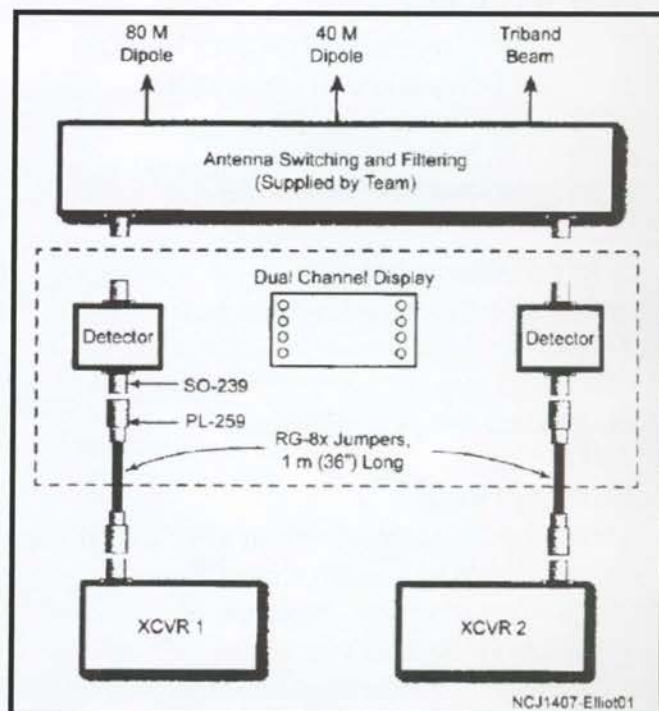 80 M
Dipole
40 M
Dipole
Triband
Beam
Antenna Switching and Filtering
(Supplied by Team)
Dual Channel Display
Detector
Detector
SO-239
PL-259
RG-8x Jumpers,
1 m (36") Long
XCVR 1
XCVR 2
NCJ1407-Elliot01